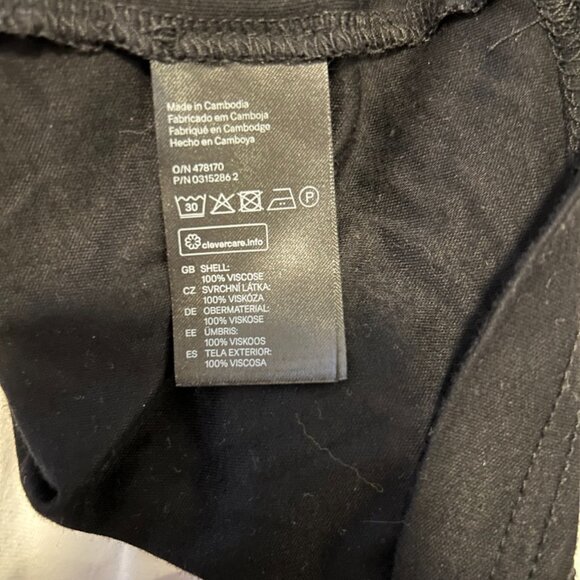 Made in Cambodia
Fabricado em Camboja
Fabriqué en Cambodge
Hecho en Camboya
O/N 478170
P/N 0315286 2
30 P
clevercare.info
GB SHELL:
100% VISCOSE
CZ SVRCHNÍ LÁTKA:
100% VISKÓZA
DE OBERMATERIAL:
100% VISKOSE
EE ÜMBRIS:
100% VISKOOS
ES TELA EXTERIOR:
100% VISCOSA